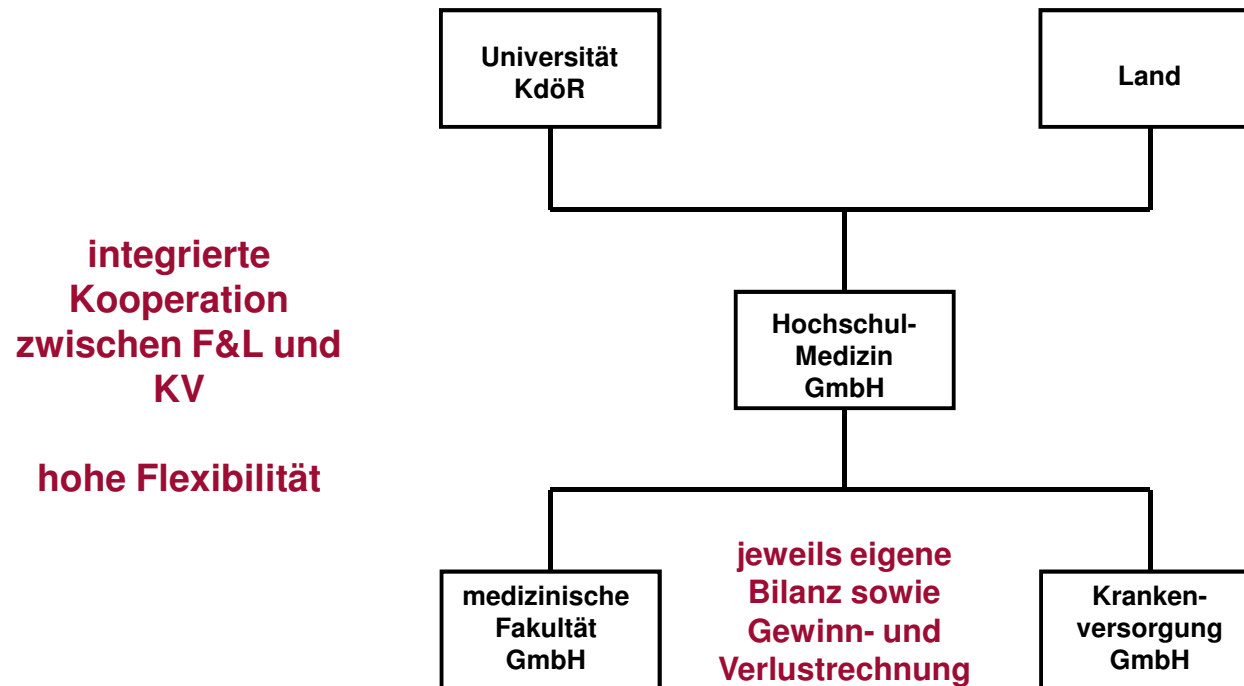 Universität
KdöR
Land
integrierte
Kooperation
zwischen F&L und
KV
hohe Flexibilität
Hochschul-
Medizin
GmbH
medizinische
Fakultät
GmbH
jeweils eigene
Bilanz sowie
Gewinn- und
Verlustrechnung
Kranken-
versorgung
GmbH